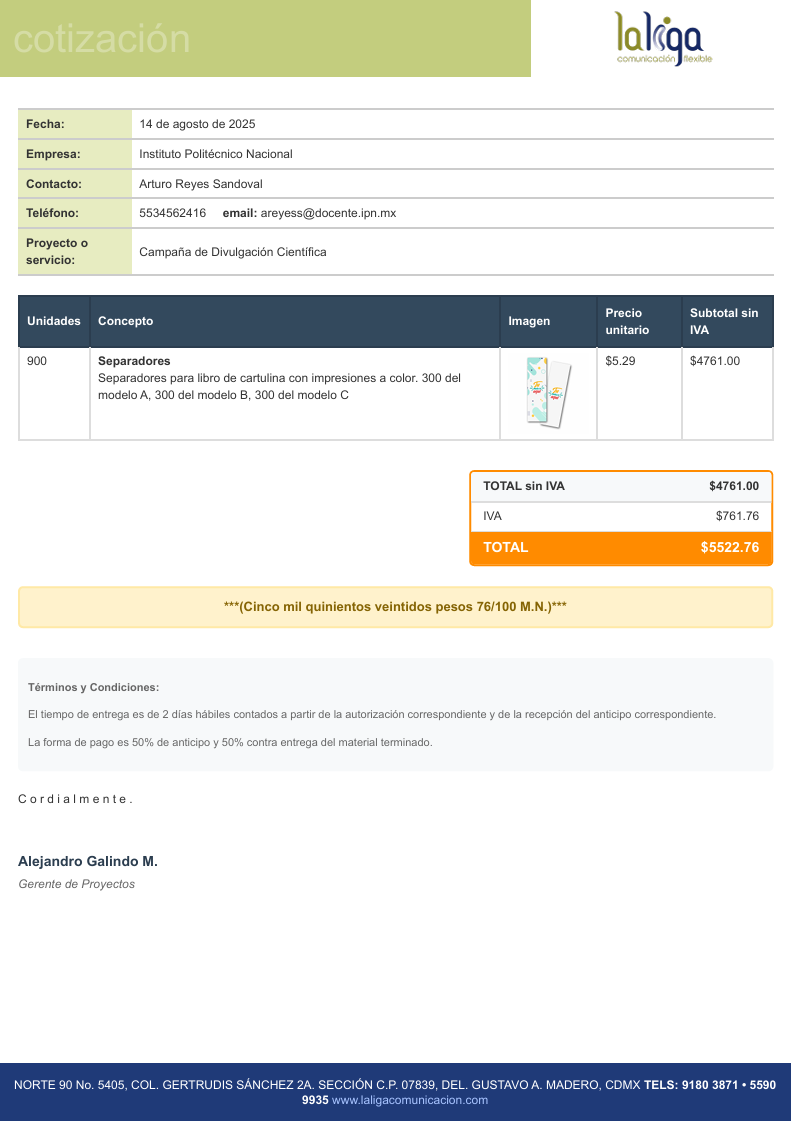 cotización
laliga
comunicación flexible
Fecha: 14 de agosto de 2025
Empresa: Instituto Politécnico Nacional
Contacto: Arturo Reyes Sandoval
Teléfono: 5534562416 email: areyess@docente.ipn.mx
Proyecto o
servicio:
Campaña de Divulgación Científica
Unidades Concepto Imagen Precio
unitario
Subtotal sin
IVA
900 Separadores $5.29 $4761.00
Separadores para libro de cartulina con impresiones a color. 300 del
modelo A, 300 del modelo B, 300 del modelo C
TOTAL sin IVA $4761.00
IVA $761.76
TOTAL $5522.76
***(Cinco mil quinientos veintidos pesos 76/100 M.N.)***
Términos y Condiciones:
El tiempo de entrega es de 2 días hábiles contados a partir de la autorización correspondiente y de la recepción del anticipo correspondiente.
La forma de pago es 50% de anticipo y 50% contra entrega del material terminado.
Cordialmente.
Alejandro Galindo M.
Gerente de Proyectos
NORTE 90 No. 5405, COL. GERTRUDIS SÁNCHEZ 2A. SECCIÓN C.P. 07839, DEL. GUSTAVO A. MADERO, CDMX TELS: 9180 3871 • 5590
9935 www.laligacomunicacion.com